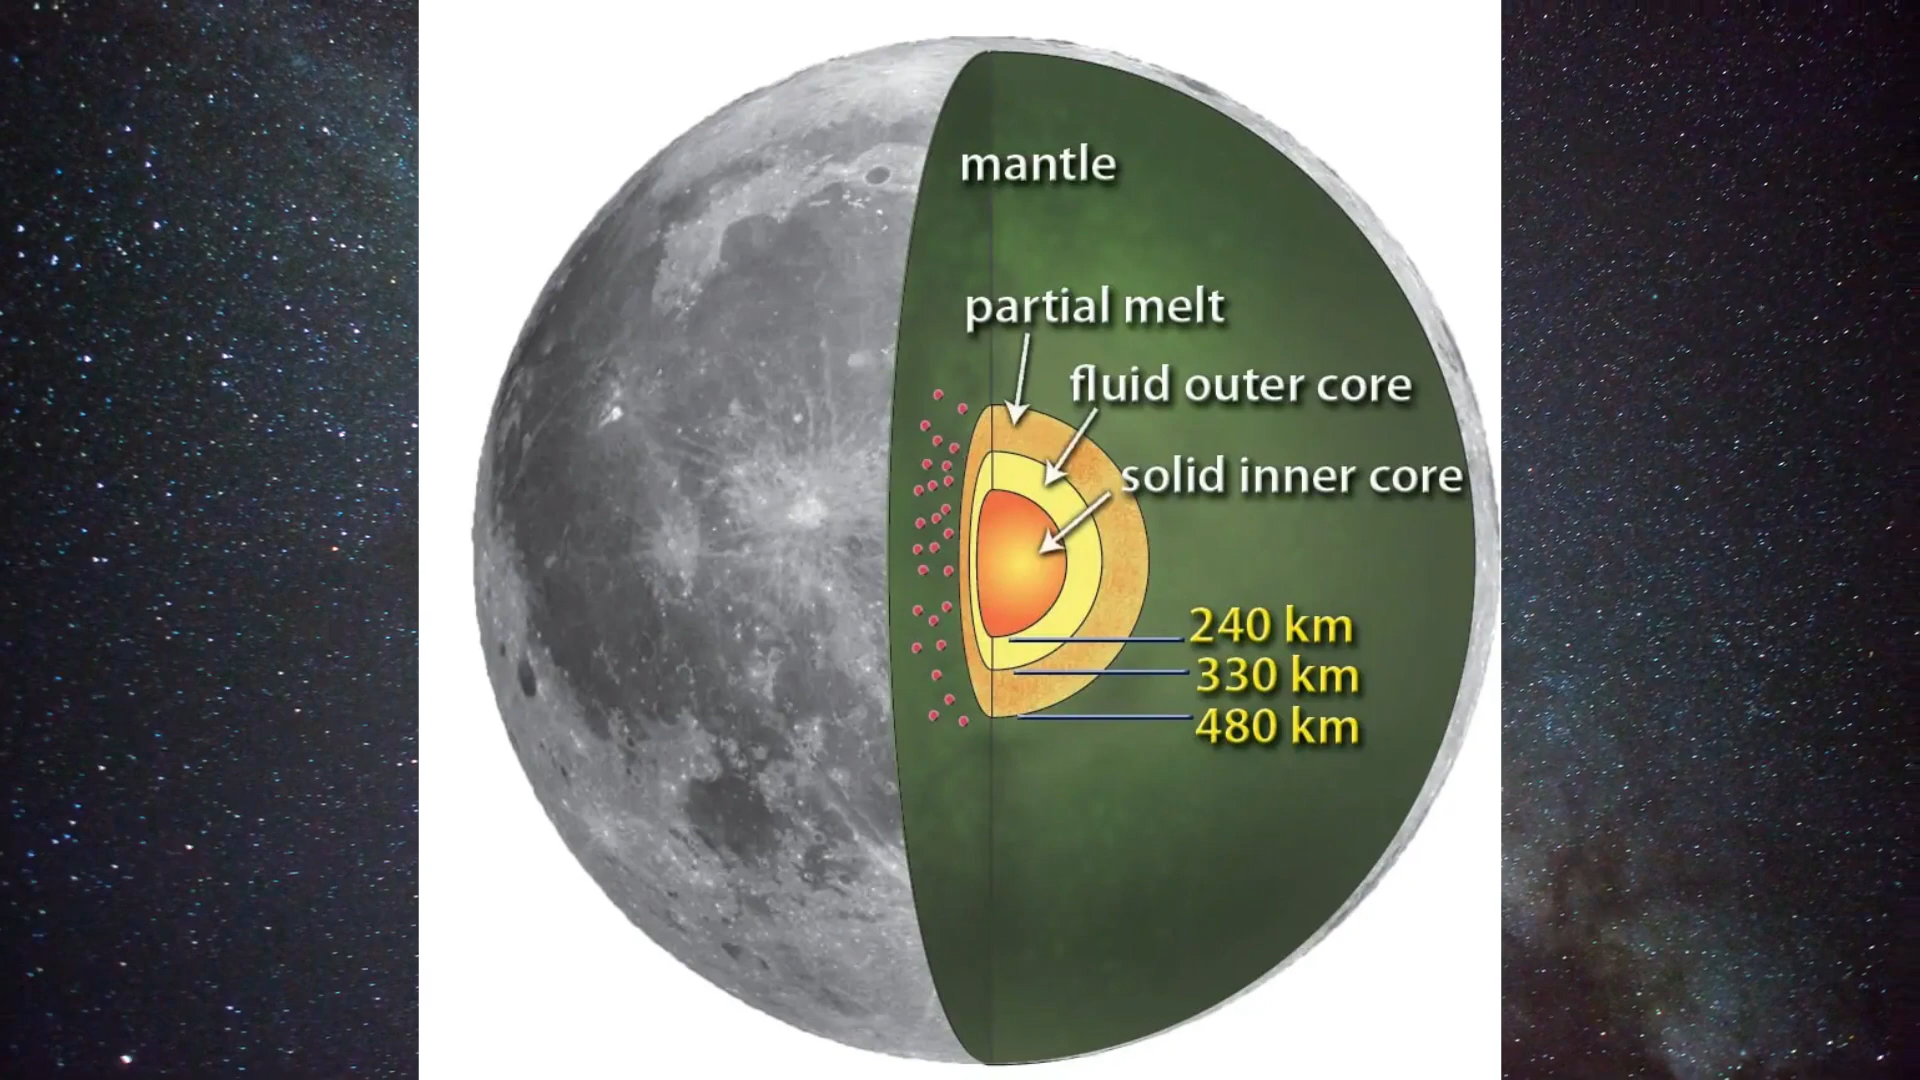 mantle
partial melt
fluid outer core
solid inner core
240 km
330 km
480 km